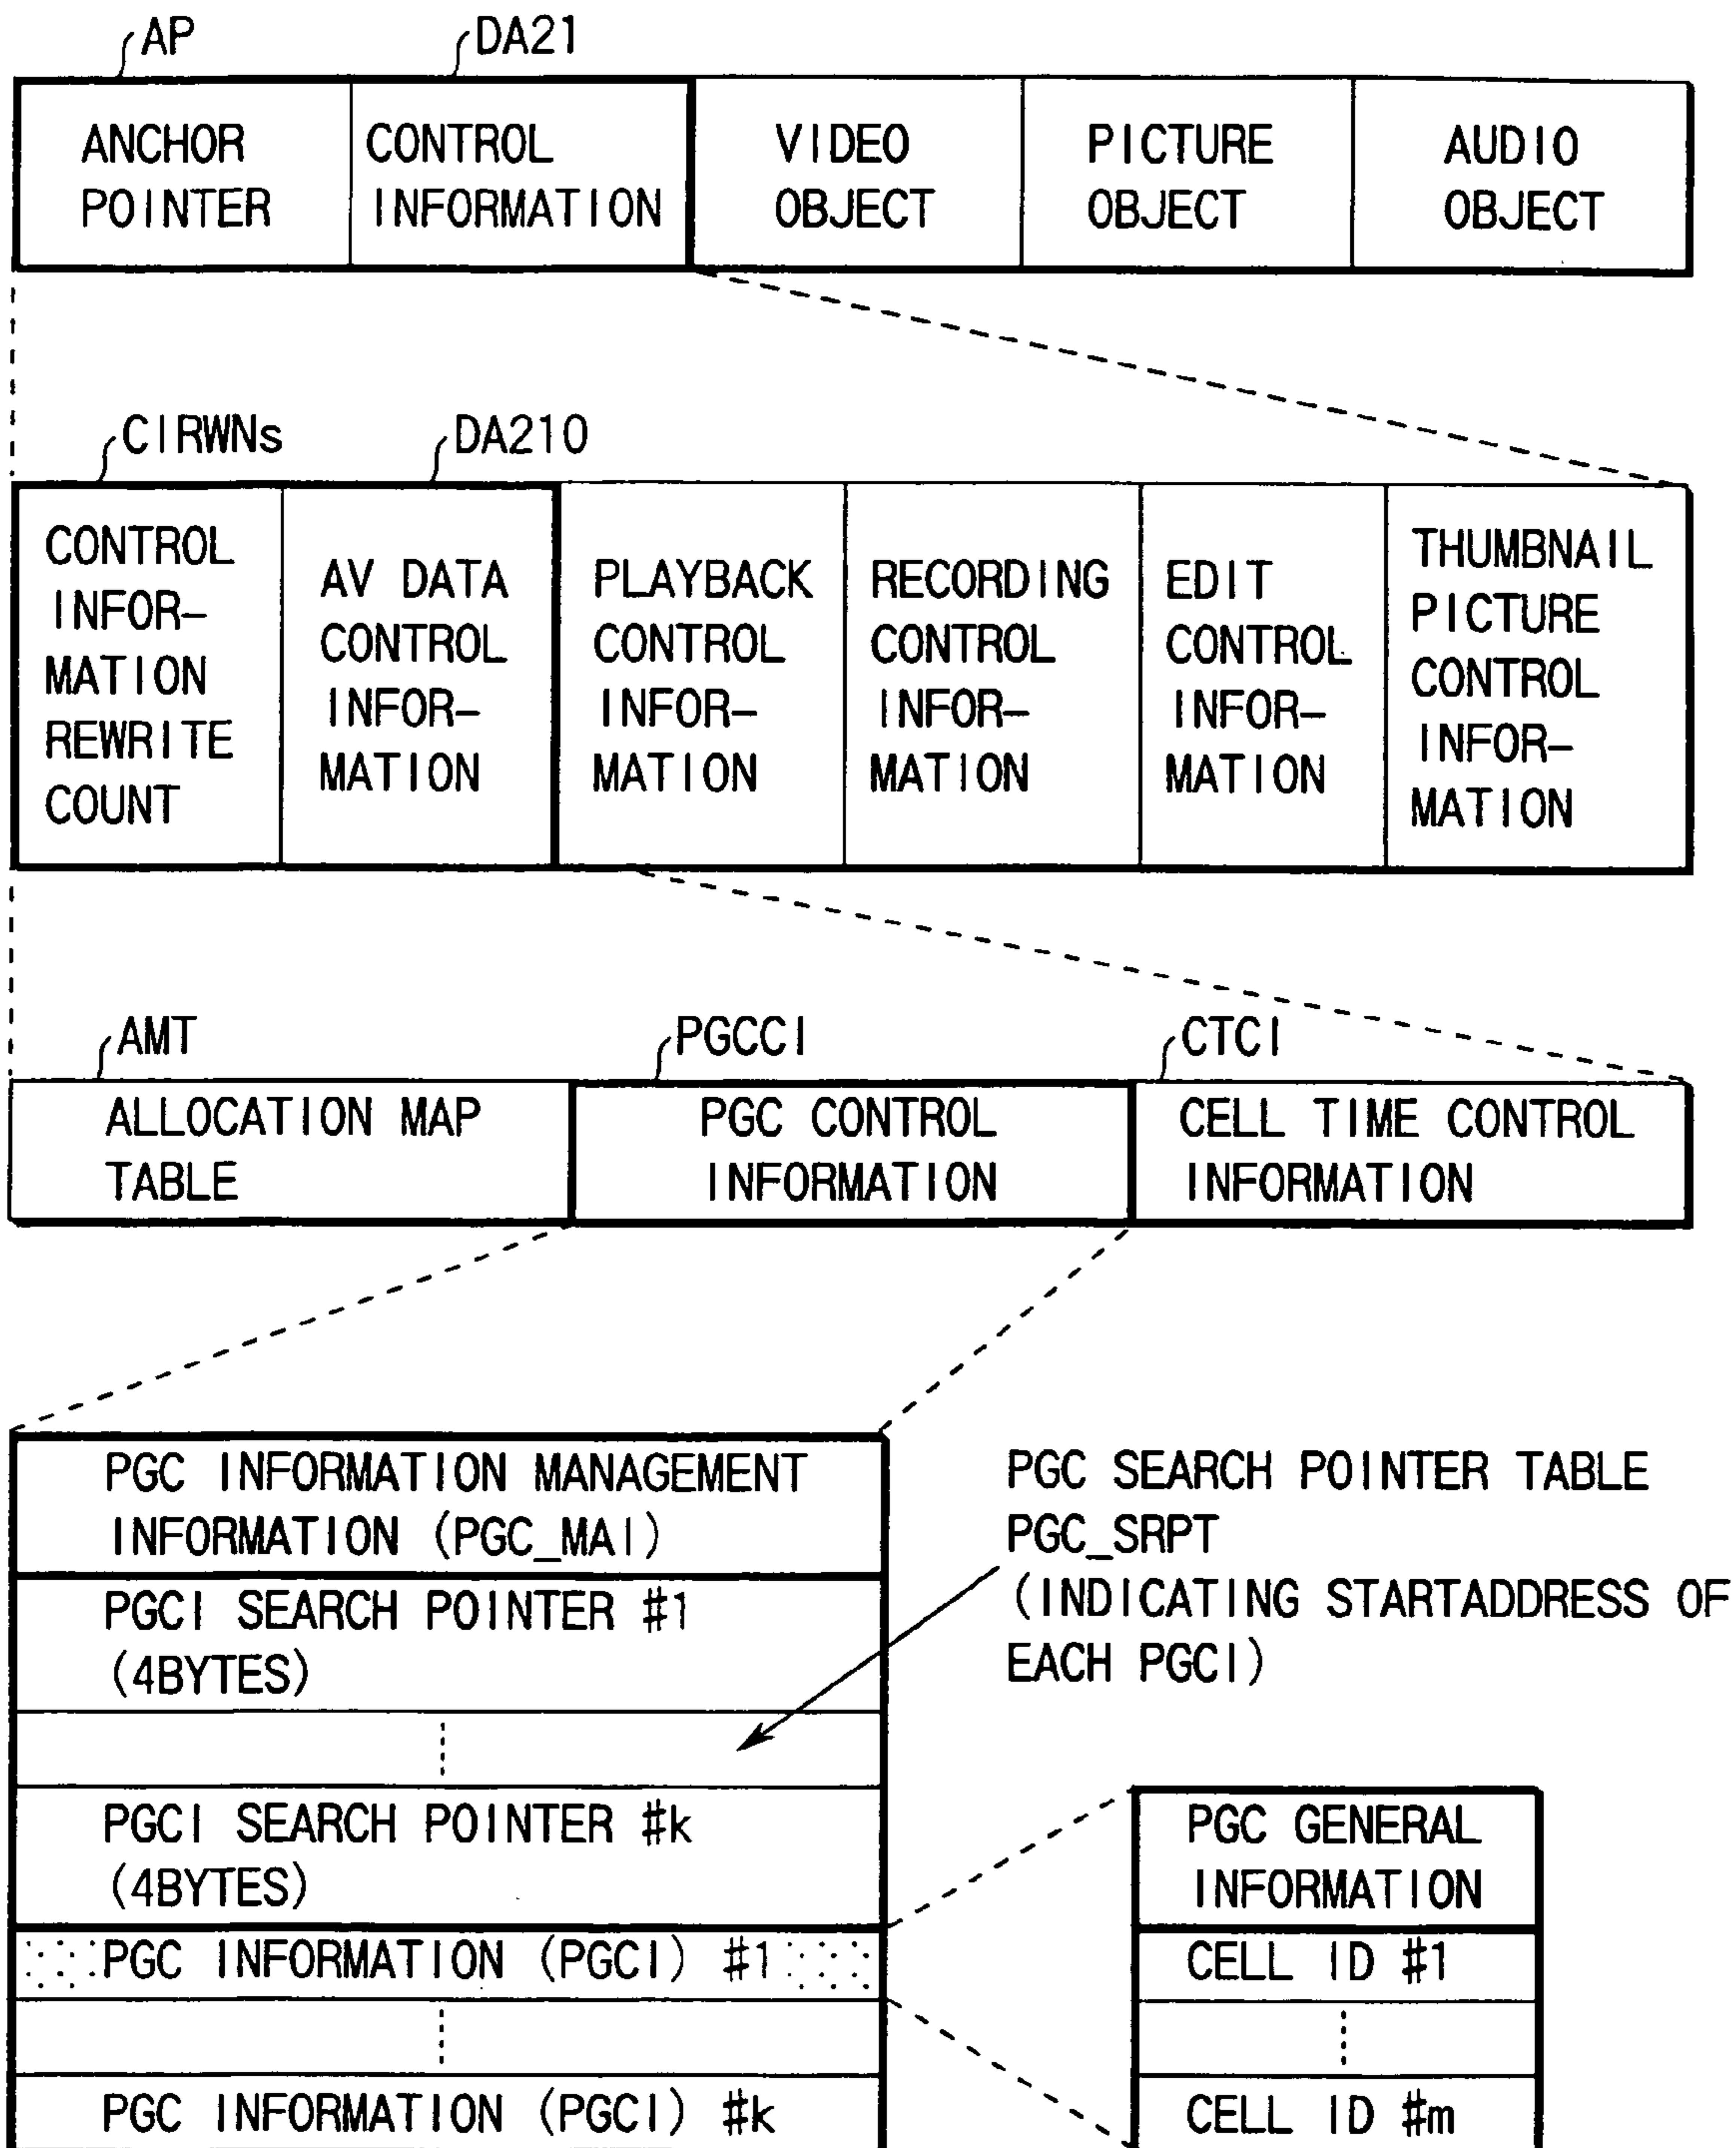 AP
DA21
ANCHOR
POINTER
CONTROL
INFORMATION
VIDEO
OBJECT
PICTURE
OBJECT
AUDIO
OBJECT
CIRWNs
DA210
CONTROL
INFOR-
MATION
REWRITE
COUNT
AV DATA
CONTROL
INFOR-
MATION
PLAYBACK
CONTROL
INFOR-
MATION
RECORDING
CONTROL
INFOR-
MATION
EDIT
CONTROL
INFOR-
MATION
THUMBNAIL
PICTURE
CONTROL
INFOR-
MATION
AMT
PGCCI
CTCI
ALLOCATION MAP
TABLE
PGC CONTROL
INFORMATION
CELL TIME CONTROL
INFORMATION
PGC INFORMATION MANAGEMENT
INFORMATION (PGC_MAI)
PGCI SEARCH POINTER #1
(4BYTES)
PGCI SEARCH POINTER #k
(4BYTES)
PGC INFORMATION (PGCI) #1
PGC INFORMATION (PGCI) #k
PGC SEARCH POINTER TABLE
PGC_SRPT
(INDICATING STARTADDRESS OF
EACH PGCI)
PGC GENERAL
INFORMATION
CELL ID #1
CELL ID #m